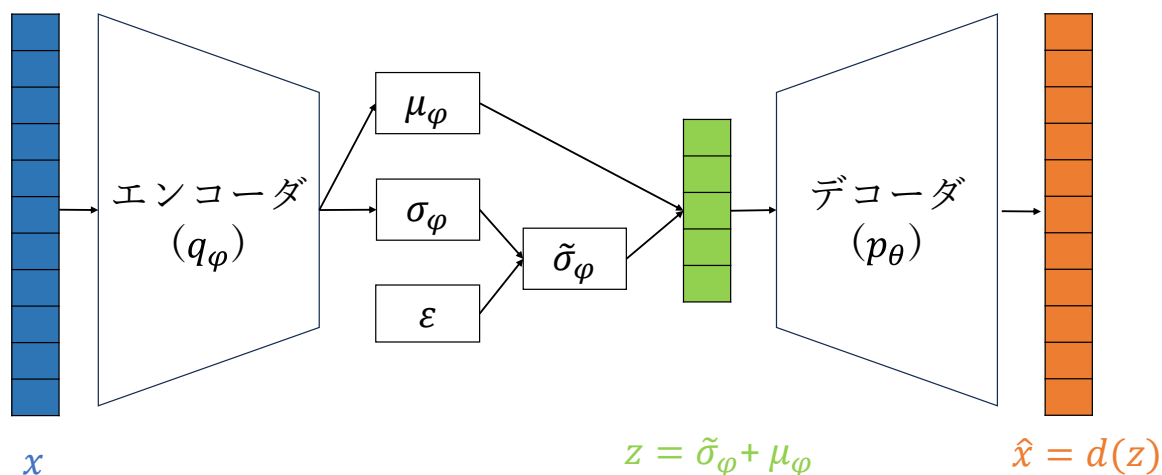 エンコーダ
(q_φ)
μ_φ
σ_φ
ε
σ̃_φ
デコーダ
(p_θ)
x
z = σ̃_φ + μ_φ
x̂ = d(z)